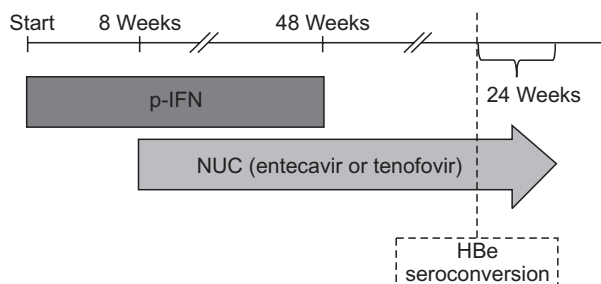 Start
8 Weeks
48 Weeks
24 Weeks
p-IFN
NUC (entecavir or tenofovir)
HBe
seroconversion